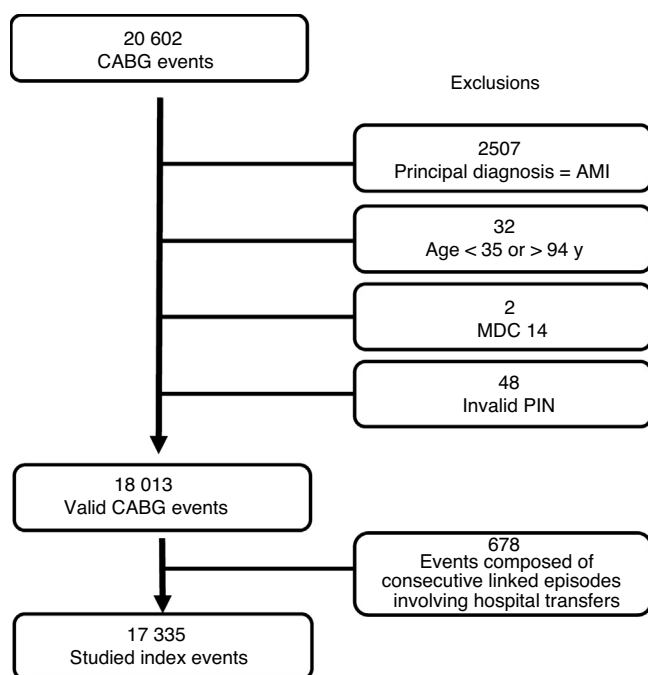 20 602
CABG events
Exclusions
2507
Principal diagnosis = AMI
32
Age < 35 or > 94 y
2
MDC 14
48
Invalid PIN
18 013
Valid CABG events
678
Events composed of
consecutive linked episodes
involving hospital transfers
17 335
Studied index events